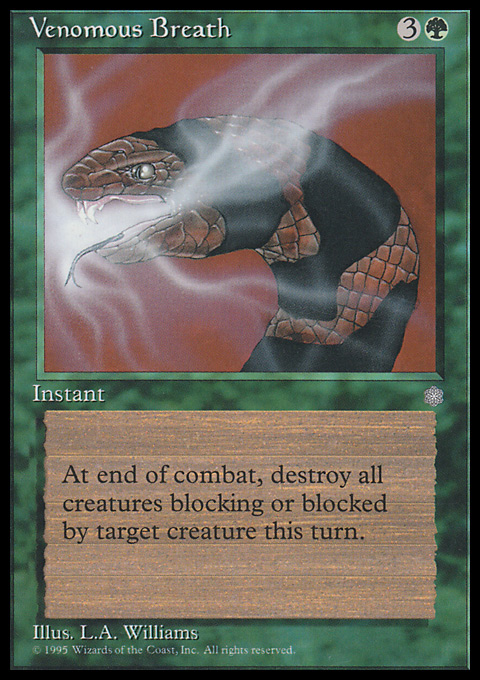 Venomous Breath 3
Instant
At end of combat, destroy all
creatures blocking or blocked
by target creature this turn.
Illus. L.A. Williams
© 1995 Wizards of the Coast, Inc. All rights reserved.